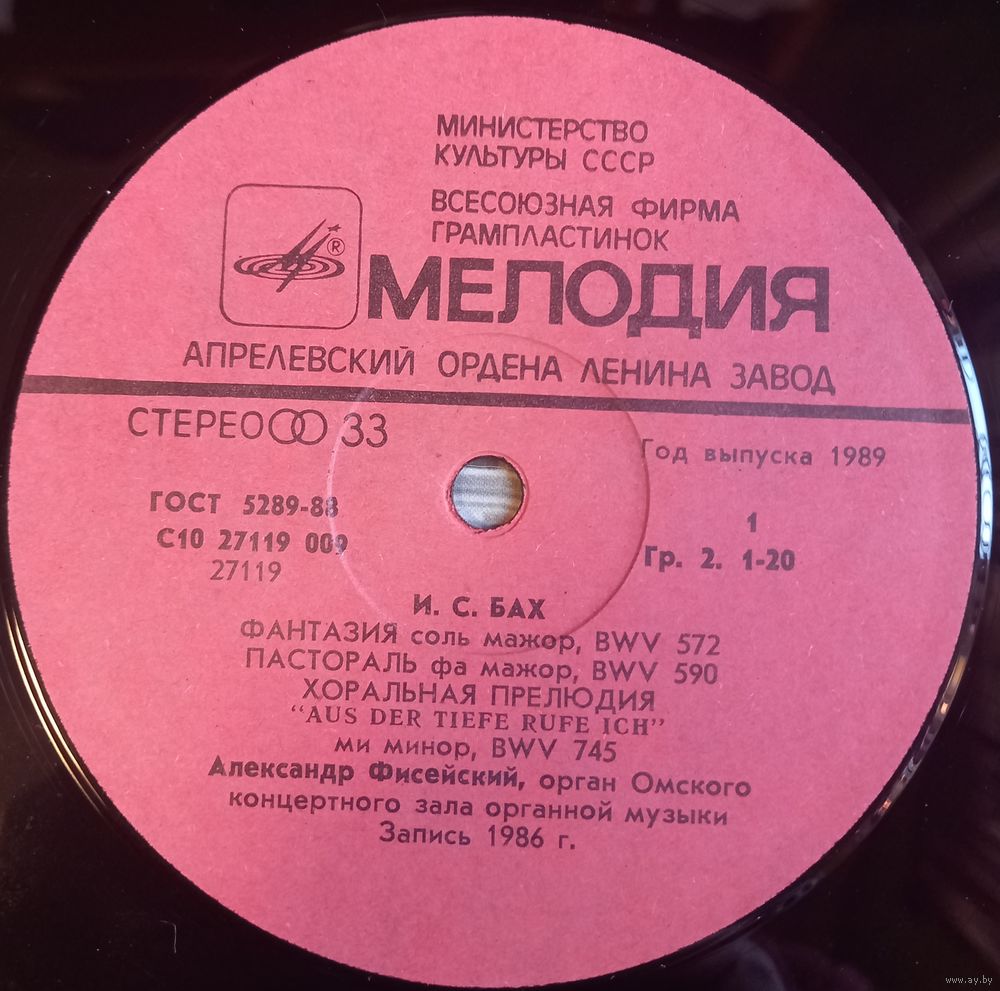 МИНИСТЕРСТВО
КУЛЬТУРЫ СССР
ВСЕСОЮЗНАЯ ФИРМА
ГРАМПЛАСТИНОК
®
МЕЛОДИЯ
АПРЕЛЕВСКИЙ ОРДЕНА ЛЕНИНА ЗАВОД
СТЕРЕО 33
Год выпуска 1989
ГОСТ 5289-88
С10 27119 009
27119
1
Гр. 2. 1-20
И. С. БАХ
ФАНТАЗИЯ соль мажор, BWV 572
ПАСТОРАЛЬ фа мажор, BWV 590
ХОРАЛЬНАЯ ПРЕЛЮДИЯ
“AUS DER TIEFE RUFE ICH”
ми минор, BWV 745
Александр Фисейский, орган Омского
концертного зала органной музыки
Запись 1986 г.
www.ay.by